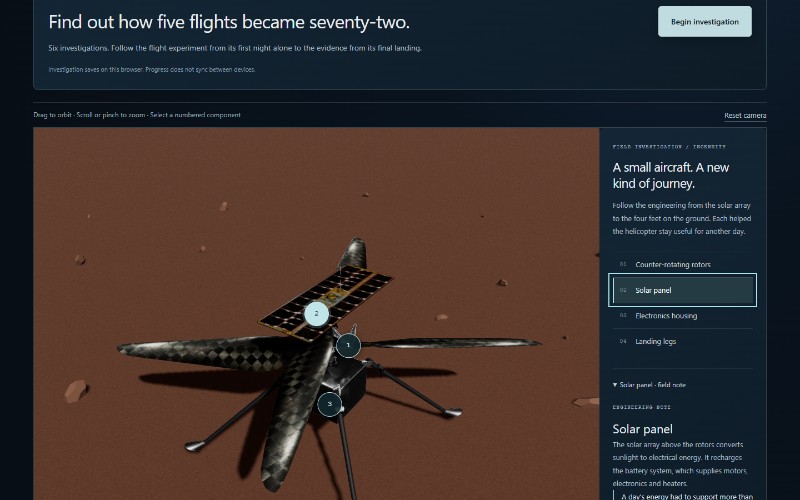 Find out how five flights became seventy-two.
Begin investigation
Six investigations. Follow the flight experiment from its first night alone to the evidence from its final landing.
Investigation saves on this browser. Progress does not sync between devices.
Drag to orbit · Scroll or pinch to zoom · Select a numbered component
Reset camera
2
1
3
FIELD INVESTIGATION / INGENUITY
A small aircraft. A new
kind of journey.
Follow the engineering from the solar array
to the four feet on the ground. Each helped
the helicopter stay useful for another day.
01 Counter-rotating rotors
02 Solar panel
03 Electronics housing
04 Landing legs
▼ Solar panel · field note
ENGINEERING NOTE
Solar panel
The solar array above the rotors converts
sunlight to electrical energy. It recharges
the battery system, which supplies motors,
electronics and heaters.
A day's energy had to support more than